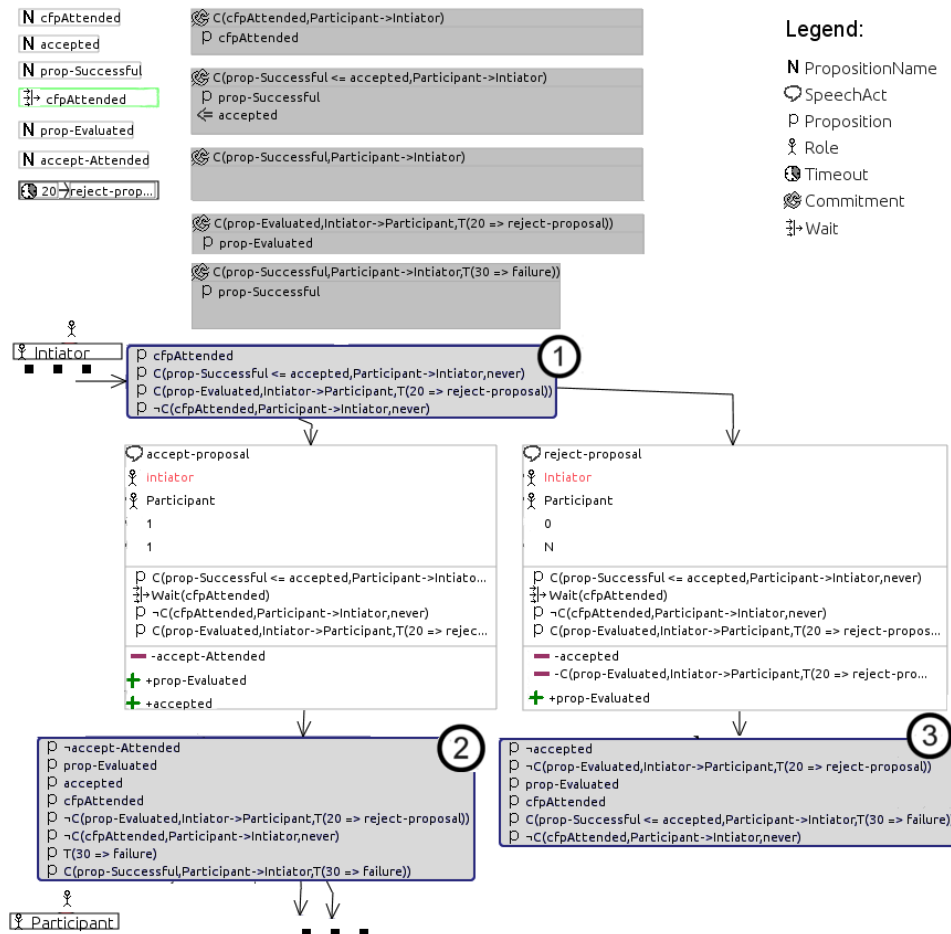 N cfpAttended
N accepted
N prop-Successful
cfpAttended
N prop-Evaluated
N accept-Attended
20 reject-prop...
C(cfpAttended,Participant->Intiator)
p cfpAttended
C(prop-Successful <= accepted,Participant->Intiator)
p prop-Successful
<= accepted
C(prop-Successful,Participant->Intiator)
C(prop-Evaluated,Intiator->Participant,T(20 => reject-proposal))
p prop-Evaluated
C(prop-Successful,Participant->Intiator,T(30 => failure))
p prop-Successful
Legend:
N PropositionName
SpeechAct
p Proposition
Role
Timeout
Commitment
Wait
Intiator
1
p cfpAttended
p C(prop-Successful <= accepted,Participant->Intiator,never)
p C(prop-Evaluated,Intiator->Participant,T(20 => reject-proposal))
p ¬C(cfpAttended,Participant->Intiator,never)
accept-proposal
Intiator
Participant
1
1
p C(prop-Successful <= accepted,Participant->Intiato...
Wait(cfpAttended)
p ¬C(cfpAttended,Participant->Intiator,never)
p C(prop-Evaluated,Intiator->Participant,T(20 => rejec...
-accept-Attended
+prop-Evaluated
+accepted
reject-proposal
Intiator
Participant
0
N
p C(prop-Successful <= accepted,Participant->Intiator,never)
Wait(cfpAttended)
p ¬C(cfpAttended,Participant->Intiator,never)
p C(prop-Evaluated,Intiator->Participant,T(20 => reject-propos...
-accepted
-C(prop-Evaluated,Intiator->Participant,T(20 => reject-pro...
+prop-Evaluated
2
p ¬accept-Attended
p prop-Evaluated
p accepted
p cfpAttended
p ¬C(prop-Evaluated,Intiator->Participant,T(20 => reject-proposal))
p ¬C(cfpAttended,Participant->Intiator,never)
p T(30 => failure)
p C(prop-Successful,Participant->Intiator,T(30 => failure))
3
p ¬accepted
p ¬C(prop-Evaluated,Intiator->Participant,T(20 => reject-proposal))
p prop-Evaluated
p cfpAttended
p C(prop-Successful <= accepted,Participant->Intiator,T(30 => failure)
p ¬C(cfpAttended,Participant->Intiator,never)
Participant